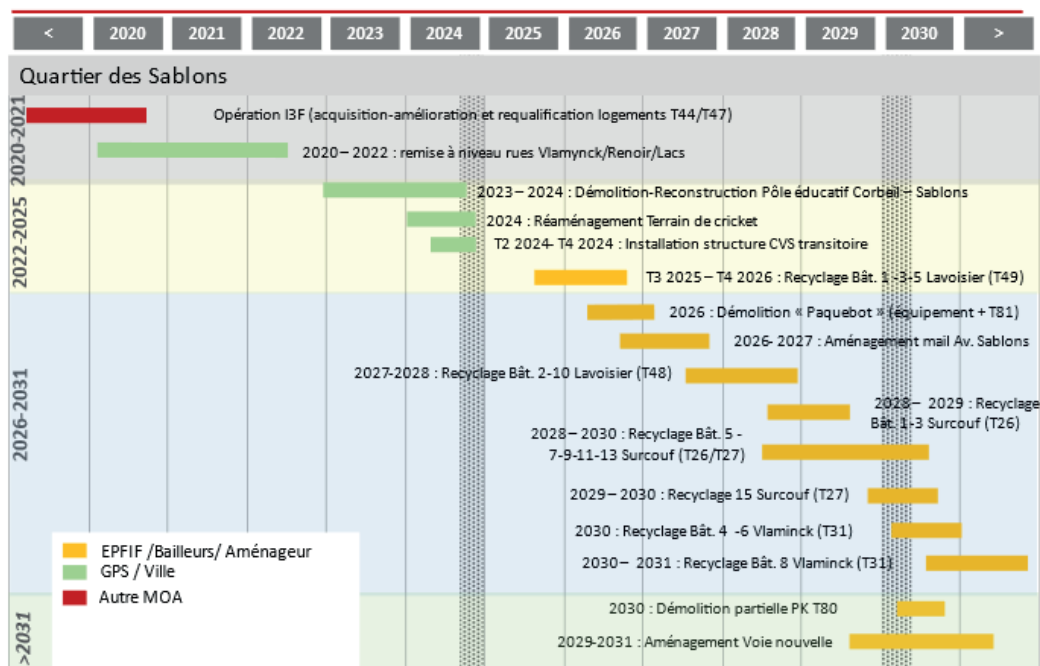 < 2020 2021 2022 2023 2024 2025 2026 2027 2028 2029 2030 >
Quartier des Sablons
2020-2021
Opération I3F (acquisition-amélioration et requalification logements T44/T47)
2020 – 2022 : remise à niveau rues Vlamynck/Renoir/Lacs
2022-2025
2023 – 2024 : Démolition-Reconstruction Pôle éducatif Corbeil – Sablons
2024 : Réaménagement Terrain de cricket
T2 2024- T4 2024 : Installation structure CVS transitoire
T3 2025 – T4 2026 : Recyclage Bât. 1 -3-5 Lavoisier (T49)
2026-2031
2026 : Démolition « Paquebot » (équipement + T81)
2026- 2027 : Aménagement mail Av. Sablons
2027-2028 : Recyclage Bât. 2-10 Lavoisier (T48)
2028 – 2029 : Recyclage
Bât. 1-3 Surcouf (T26)
2028 – 2030 : Recyclage Bât. 5 -
7-9-11-13 Surcouf (T26/T27)
2029 – 2030 : Recyclage 15 Surcouf (T27)
2030 : Recyclage Bât. 4 -6 Vlaminck (T31)
2030 – 2031 : Recyclage Bât. 8 Vlaminck (T31)
>2031
2030 : Démolition partielle PK T80
2029-2031 : Aménagement Voie nouvelle
EPFIF /Bailleurs/ Aménageur
GPS / Ville
Autre MOA